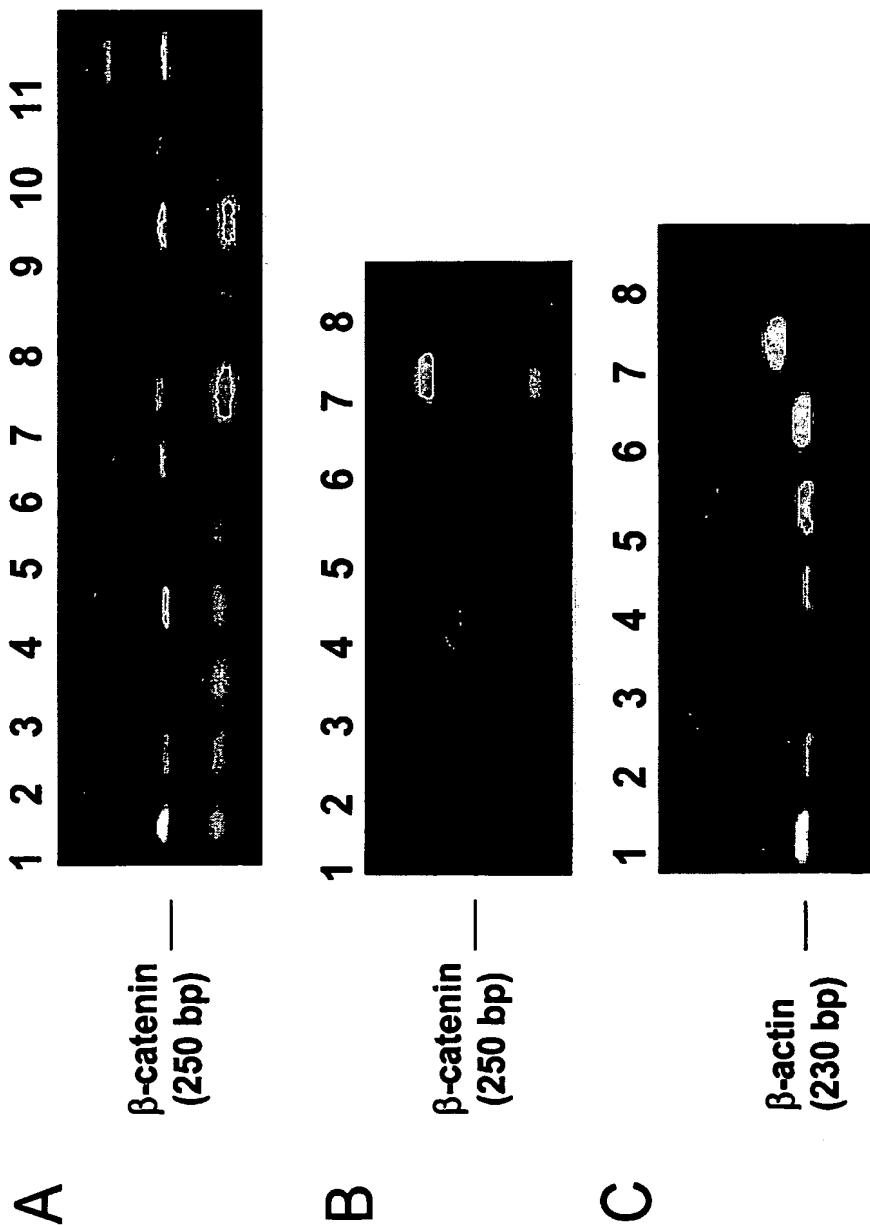 A
1 2 3 4 5 6 7 8 9 10 11
β-catenin
(250 bp)
B
1 2 3 4 5 6 7 8
β-catenin
(250 bp)
C
1 2 3 4 5 6 7 8
β-actin
(230 bp)